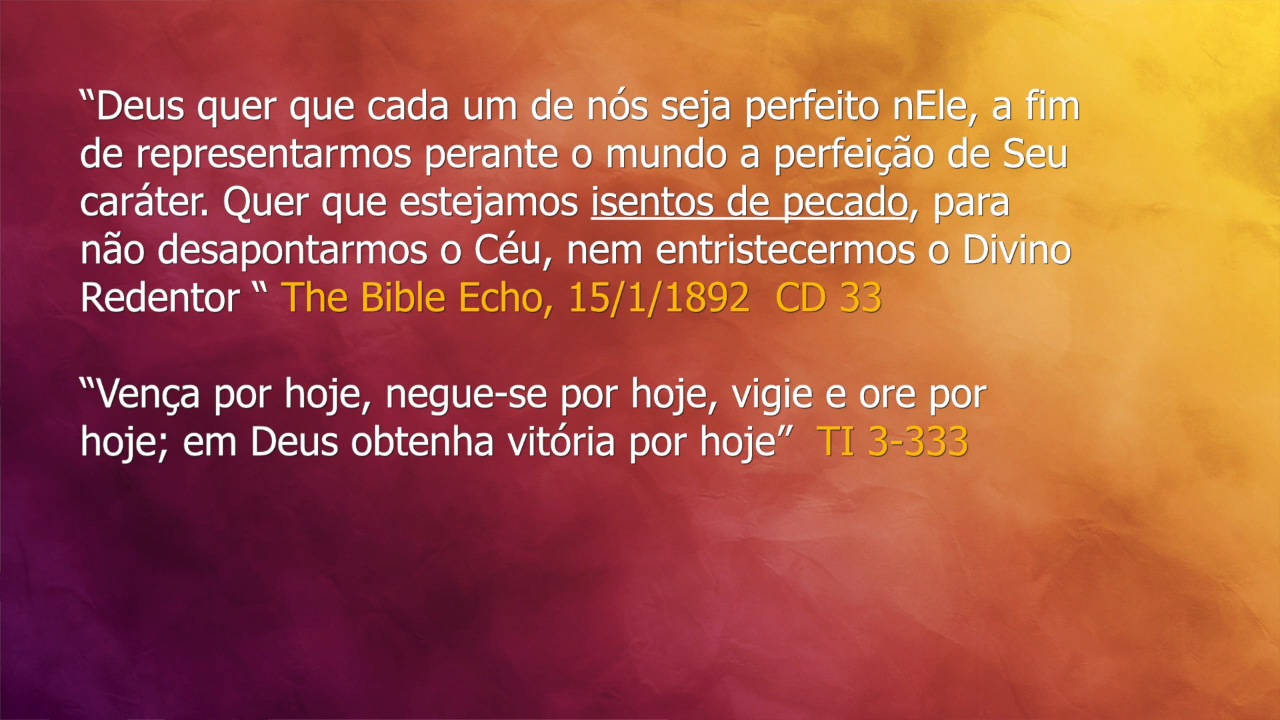 “Deus quer que cada um de nós seja perfeito nEle, a fim
de representarmos perante o mundo a perfeição de Seu
caráter. Quer que estejamos isentos de pecado, para
não desapontarmos o Céu, nem entristecermos o Divino
Redentor “ The Bible Echo, 15/1/1892  CD 33
“Vença por hoje, negue-se por hoje, vigie e ore por
hoje; em Deus obtenha vitória por hoje”  TI 3-333